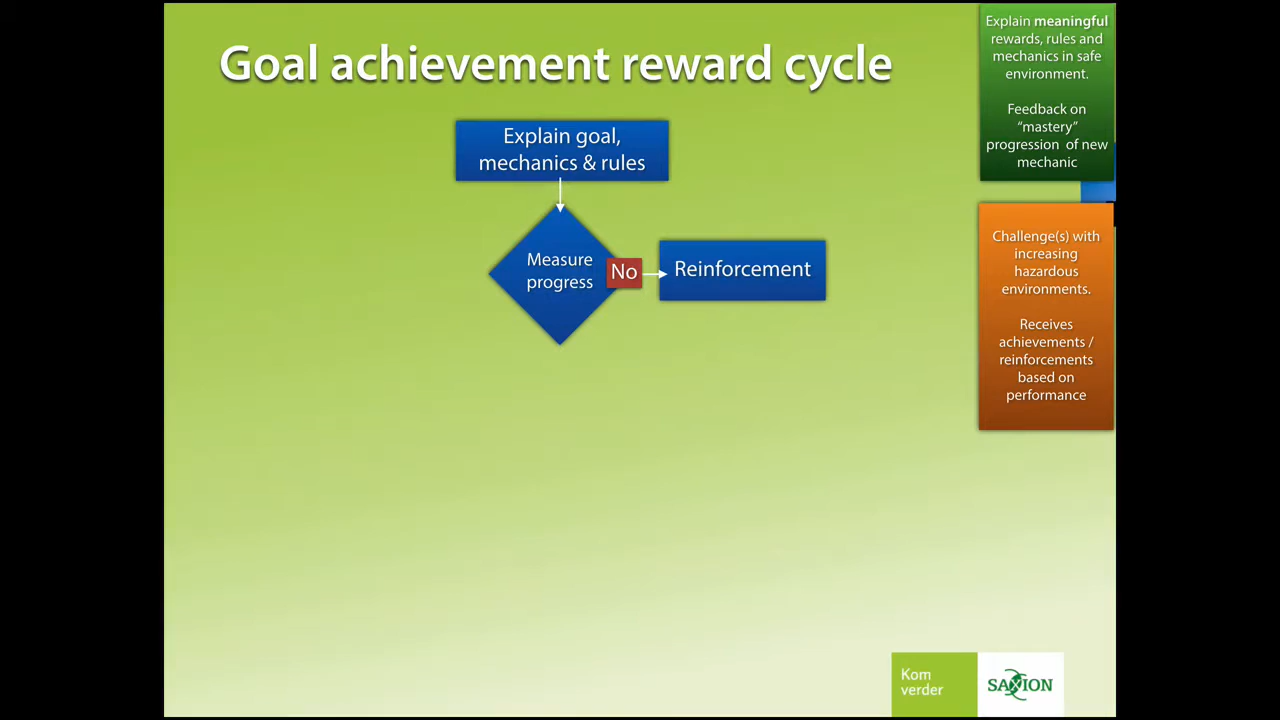 Goal achievement reward cycle
Explain goal,
mechanics & rules
Measure
progress
No
Reinforcement
Explain meaningful
rewards, rules and
mechanics in safe
environment.
Feedback on
“mastery”
progression of new
mechanic
Challenge(s) with
increasing
hazardous
environments.
Receives
achievements /
reinforcements
based on
performance
Kom
verder
SAXION